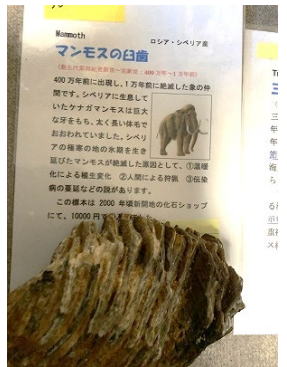 Mammoth
ロシア・シベリア産
マンモスの臼歯
400 万年前に出現し、1 万年前に絶滅した象の仲
間です。シベリアに生息して
いたケナガマンモスは巨大
な牙をもち、太く長い体毛で
おおわれていました。シベリ
アの極寒の地の氷期を生き
延びたマンモスが絶滅した原因として、①温暖
化による植生変化 ②人間による狩猟 ③伝染
病の蔓延などの説があります。
この標本は 2000 年頃新開地の化石ショップ
にて、10000 円で